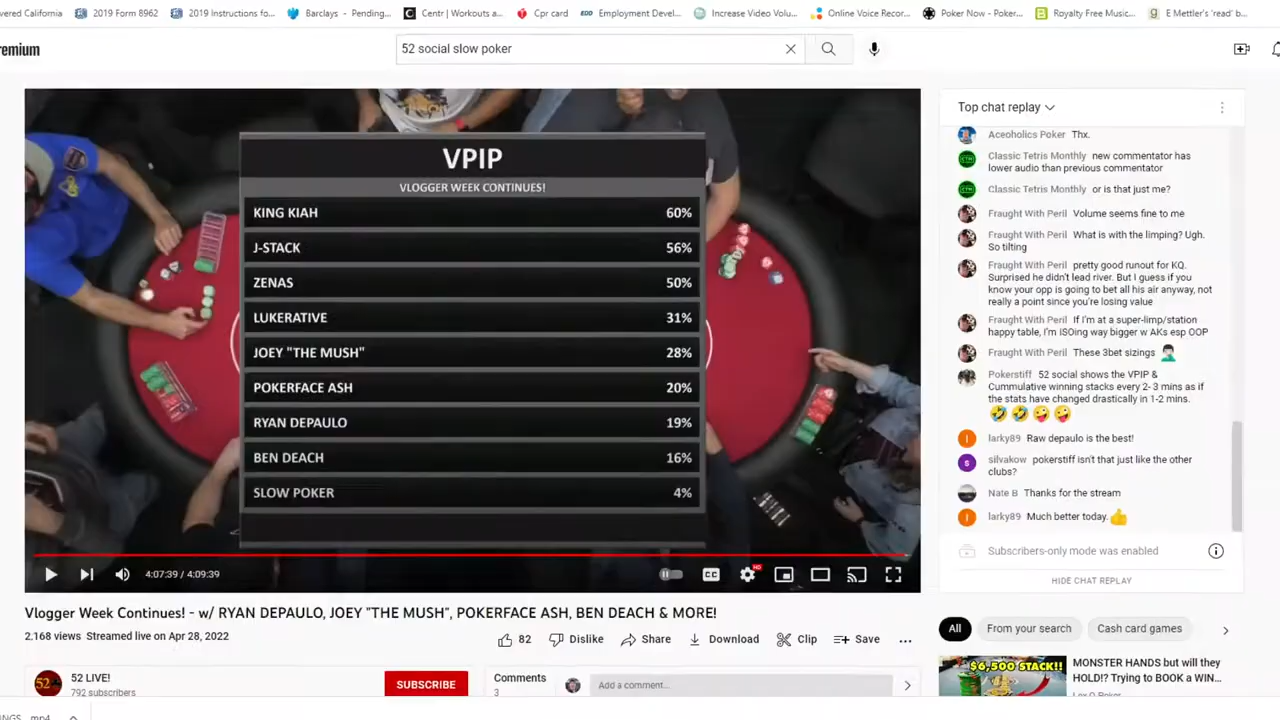 vered California
2019 Form 8962
2019 Instructions fo...
Barclays - Pending...
Centr | Workouts a...
Cpr card
EDD Employment Devel...
Increase Video Volu...
Online Voice Recor...
Poker Now - Poker...
Royalty Free Music...
E Mettler's 'read' b...
remium
52 social slow poker
VPIP
VLOGGER WEEK CONTINUES!
KING KIAH 60%
J-STACK 56%
ZENAS 50%
LUKERATIVE 31%
JOEY "THE MUSH" 28%
POKERFACE ASH 20%
RYAN DEPAULO 19%
BEN DEACH 16%
SLOW POKER 4%
4:07:39 / 4:09:39
CC
HD
Vlogger Week Continues! - w/ RYAN DEPAULO, JOEY "THE MUSH", POKERFACE ASH, BEN DEACH & MORE!
2,168 views Streamed live on Apr 28, 2022
82 Dislike Share Download Clip Save ...
52 LIVE!
792 subscribers
SUBSCRIBE
Comments
3
Add a comment...
Top chat replay
Aceoholics Poker Thx.
Classic Tetris Monthly new commentator has
lower audio than previous commentator
Classic Tetris Monthly or is that just me?
Fraught With Peril Volume seems fine to me
Fraught With Peril What is with the limping? Ugh.
So tilting
Fraught With Peril pretty good runout for KQ.
Surprised he didn't lead river. But I guess if you
know your opp is going to bet all his air anyway, not
really a point since you're losing value
Fraught With Peril If I'm at a super-limp/station
happy table, I'm ISOing way bigger w AKs esp OOP
Fraught With Peril These 3bet sizings 🤦🏻‍♂️
Pokerstiff 52 social shows the VPIP &
Cummulative winning stacks every 2- 3 mins as if
the stats have changed drastically in 1-2 mins.
🤣 🤣 🤪 🤪
larky89 Raw depaulo is the best!
silvakow pokerstiff isn't that just like the other
clubs?
Nate B Thanks for the stream
larky89 Much better today. 👍
Subscribers-only mode was enabled
HIDE CHAT REPLAY
All
From your search
Cash card games
$6,500 STACK!!
MONSTER HANDS but will they
HOLD!? Trying to BOOK a WIN...